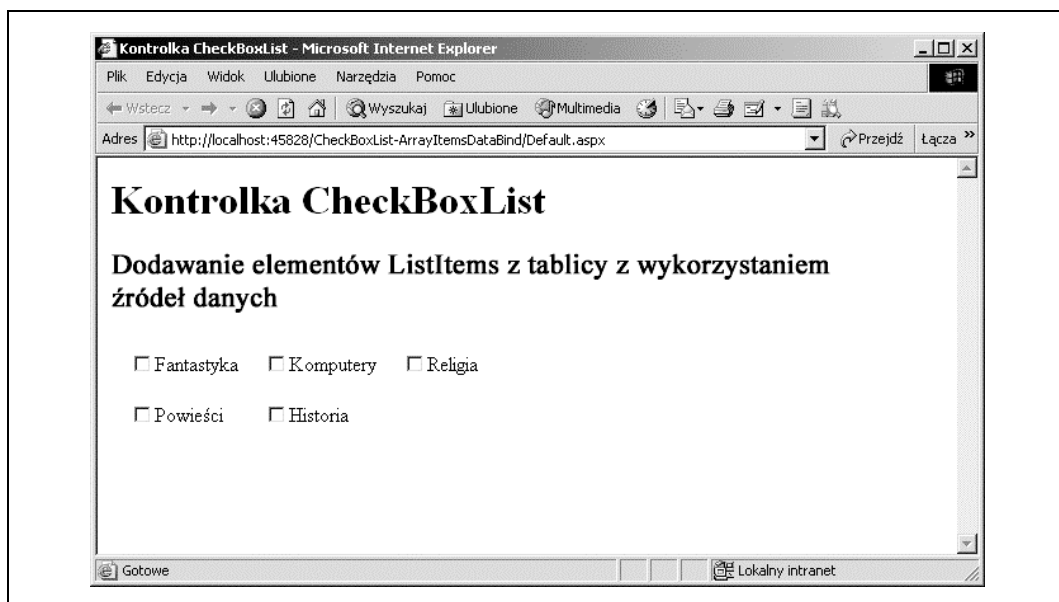 Kontrolka CheckBoxList - Microsoft Internet Explorer
Plik Edycja Widok Ulubione Narzędzia Pomoc
Wstecz Wyszukaj Ulubione Multimedia
Adres http://localhost:45828/CheckBoxList-ArrayItemsDataBind/Default.aspx Przejdź Łącza »
Kontrolka CheckBoxList
Dodawanie elementów ListItems z tablicy z wykorzystaniem
źródeł danych
Fantastyka Komputery Religia
Powieści Historia
Gotowe Lokalny intranet